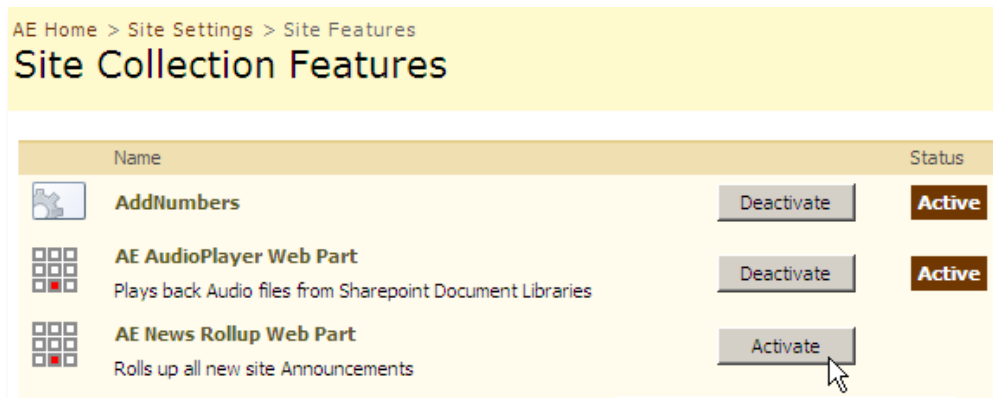 AE Home > Site Settings > Site Features
Site Collection Features
Name Status
AddNumbers Deactivate Active
AE AudioPlayer Web Part
Plays back Audio files from Sharepoint Document Libraries Deactivate Active
AE News Rollup Web Part
Rolls up all new site Announcements Activate